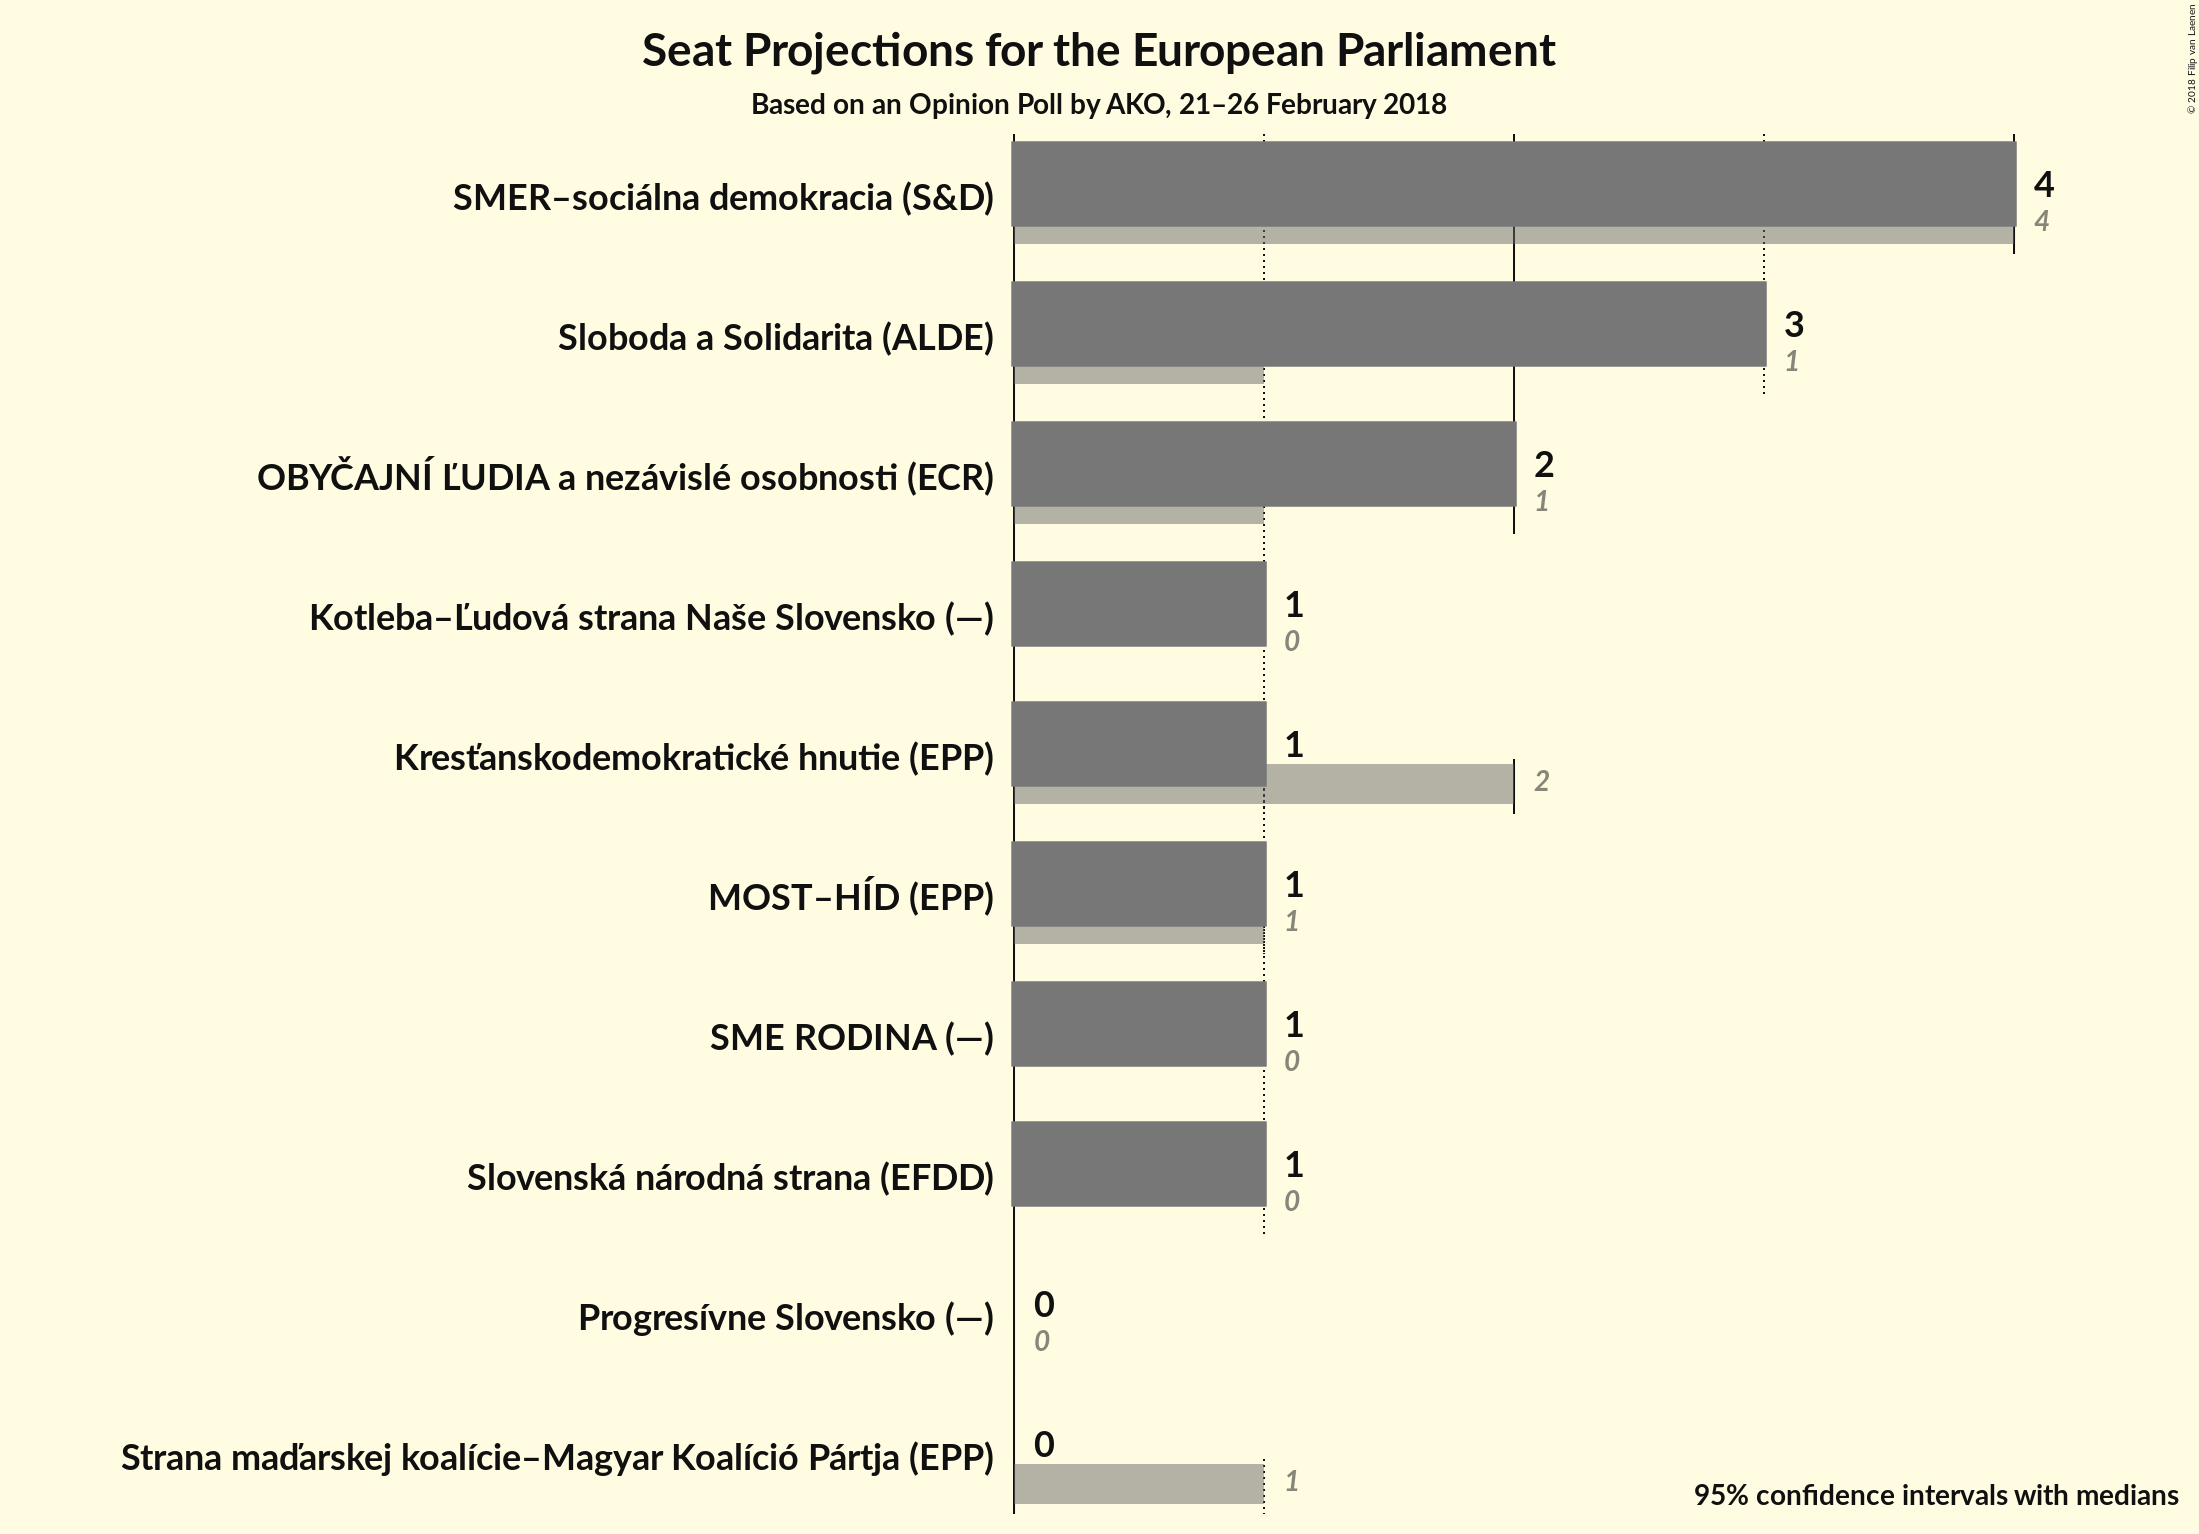 Seat Projections for the European Parliament
Based on an Opinion Poll by AKO, 21–26 February 2018
© 2018 Filip van Laenen
SMER–sociálna demokracia (S&D)
4
4
Sloboda a Solidarita (ALDE)
3
1
OBYČAJNÍ ĽUDIA a nezávislé osobnosti (ECR)
2
1
Kotleba–Ľudová strana Naše Slovensko (—)
1
0
Kresťanskodemokratické hnutie (EPP)
1
2
MOST–HÍD (EPP)
1
1
SME RODINA (—)
1
0
Slovenská národná strana (EFDD)
1
0
Progresívne Slovensko (—)
0
0
Strana maďarskej koalície–Magyar Koalíció Pártja (EPP)
0
1
95% confidence intervals with medians